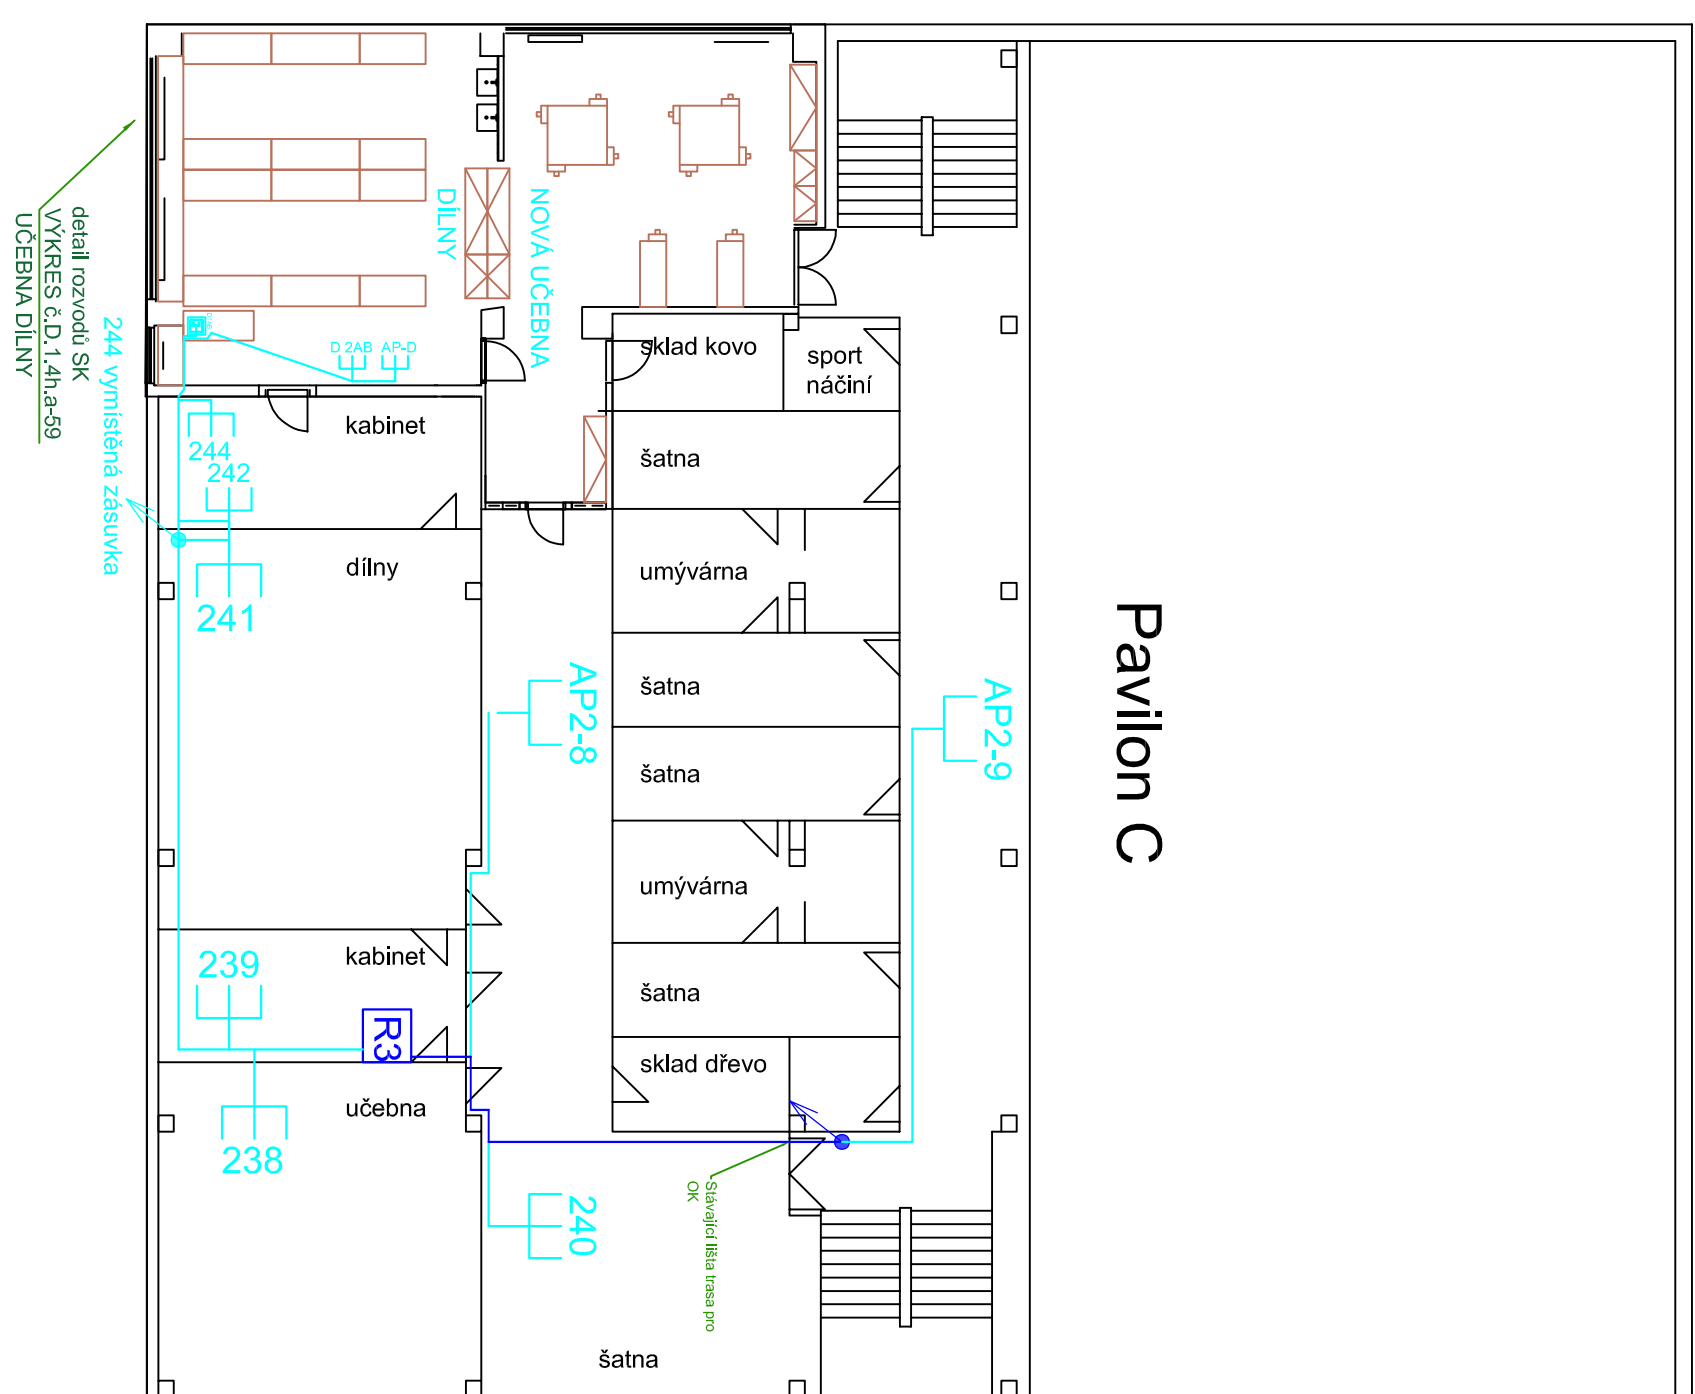 NOVÁ UČEBNA
DÍLNY
detail rozvodů SK
VÝKRES č.D.1.4h.a-59
UČEBNA DÍLNY
244 vymístěná zásuvka
D 2AB
AP-D
sklad kovo
sport
náčiní
kabinet
244
242
šatna
dílny
241
umývárna
Pavilon C
AP2-8
šatna
AP2-9
šatna
umývárna
239
kabinet
šatna
R3
sklad dřevo
učebna
238
240
Stávající lišta trasa pro
OK
šatna